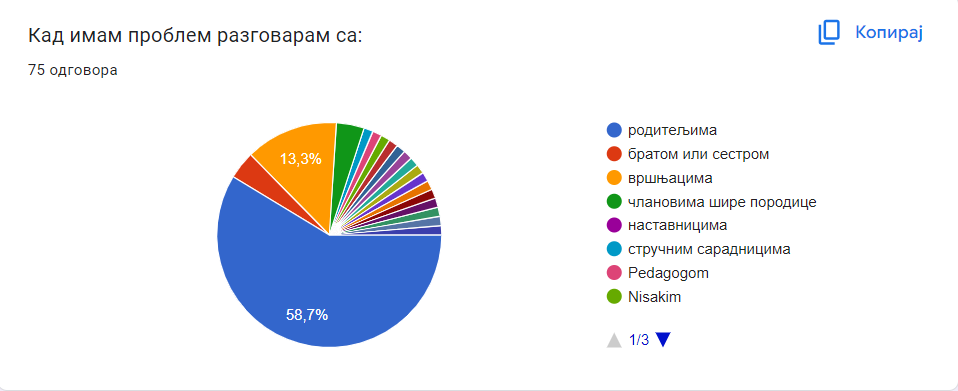 Кад имам проблем разговарам са:
Копирај
75 одговора
13,3%
58,7%
родитељима
братом или сестром
вршњацима
члановима шире породице
наставницима
стручним сарадницима
Pedagogom
Nisakim
1/3